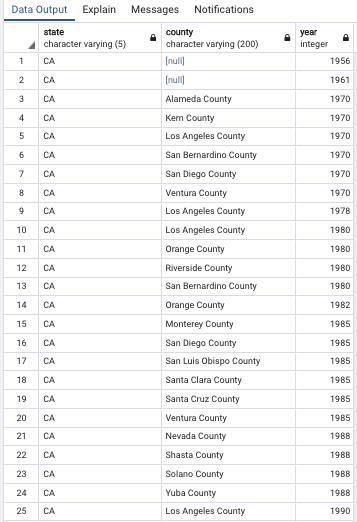 Data Output Explain Messages Notifications
state county year
character varying (5) character varying (200) integer
1 CA [null] 1956
2 CA [null] 1961
3 CA Alameda County 1970
4 CA Kern County 1970
5 CA Los Angeles County 1970
6 CA San Bernardino County 1970
7 CA San Diego County 1970
8 CA Ventura County 1970
9 CA Los Angeles County 1978
10 CA Los Angeles County 1980
11 CA Orange County 1980
12 CA Riverside County 1980
13 CA San Bernardino County 1980
14 CA Orange County 1982
15 CA Monterey County 1985
16 CA San Diego County 1985
17 CA San Luis Obispo County 1985
18 CA Santa Clara County 1985
19 CA Santa Cruz County 1985
20 CA Ventura County 1985
21 CA Nevada County 1988
22 CA Shasta County 1988
23 CA Solano County 1988
24 CA Yuba County 1988
25 CA Los Angeles County 1990